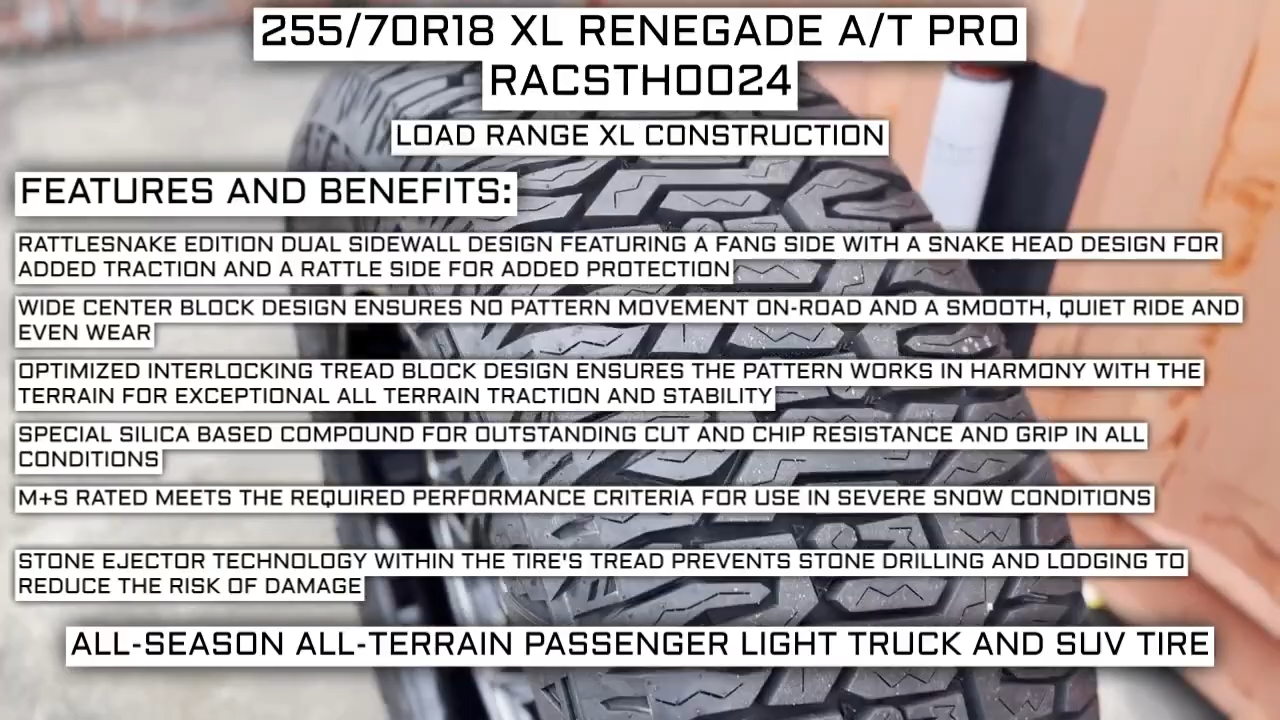 255/70R18 XL RENEGADE A/T PRO
RACSTH0024
LOAD RANGE XL CONSTRUCTION
FEATURES AND BENEFITS:
RATTLESNAKE EDITION DUAL SIDEWALL DESIGN FEATURING A FANG SIDE WITH A SNAKE HEAD DESIGN FOR
ADDED TRACTION AND A RATTLE SIDE FOR ADDED PROTECTION
WIDE CENTER BLOCK DESIGN ENSURES NO PATTERN MOVEMENT ON-ROAD AND A SMOOTH, QUIET RIDE AND
EVEN WEAR
OPTIMIZED INTERLOCKING TREAD BLOCK DESIGN ENSURES THE PATTERN WORKS IN HARMONY WITH THE
TERRAIN FOR EXCEPTIONAL ALL TERRAIN TRACTION AND STABILITY
SPECIAL SILICA BASED COMPOUND FOR OUTSTANDING CUT AND CHIP RESISTANCE AND GRIP IN ALL
CONDITIONS
M+S RATED MEETS THE REQUIRED PERFORMANCE CRITERIA FOR USE IN SEVERE SNOW CONDITIONS
STONE EJECTOR TECHNOLOGY WITHIN THE TIRE'S TREAD PREVENTS STONE DRILLING AND LODGING TO
REDUCE THE RISK OF DAMAGE
ALL-SEASON ALL-TERRAIN PASSENGER LIGHT TRUCK AND SUV TIRE